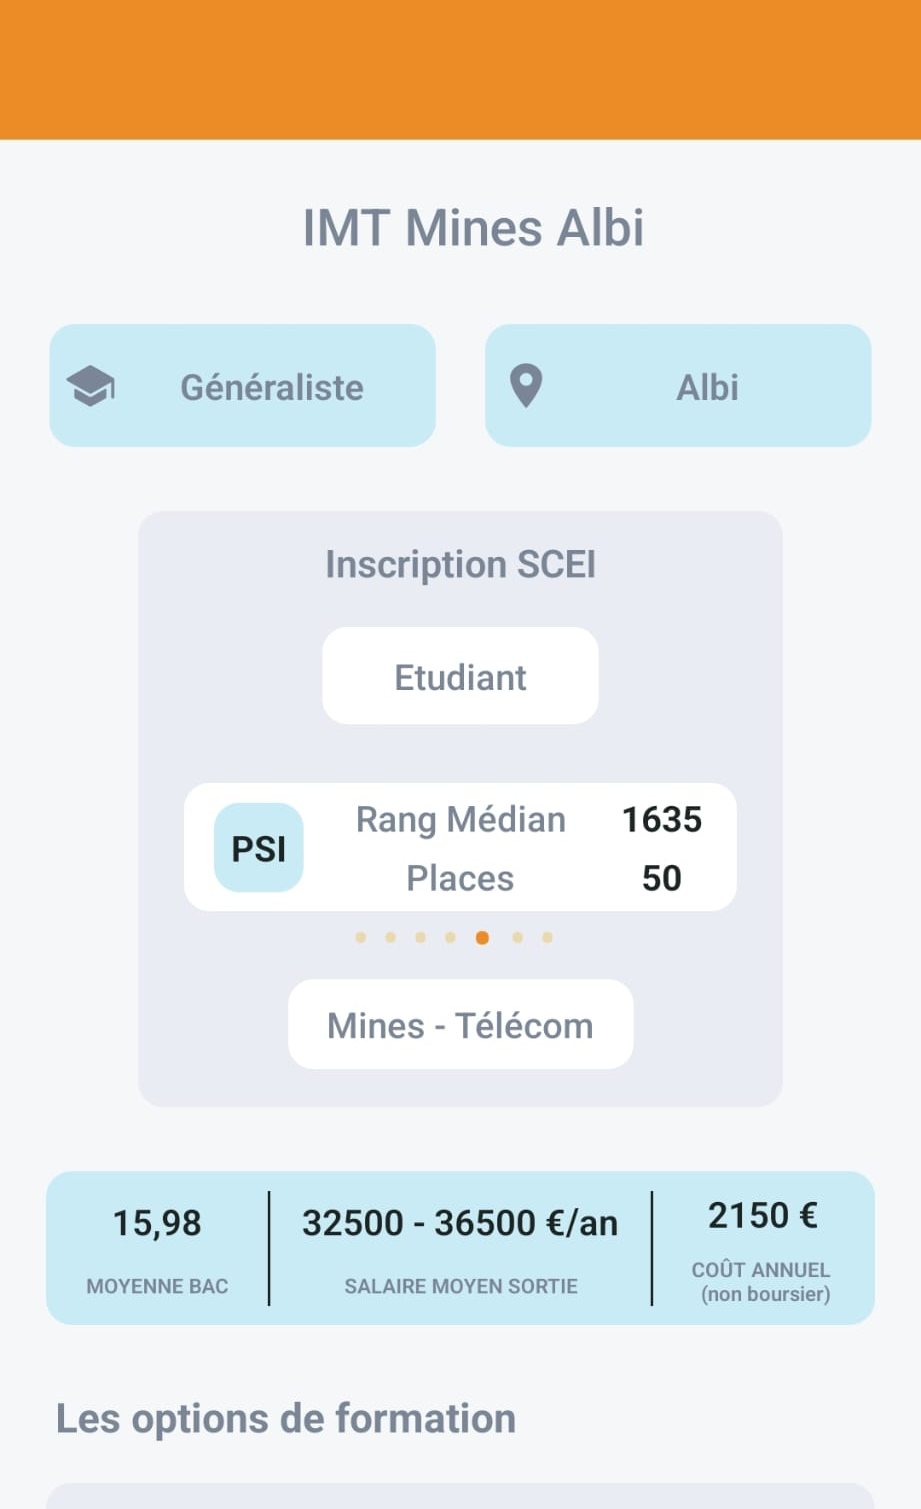 IMT Mines Albi
Généraliste
Albi
Inscription SCEI
Etudiant
PSI
Rang Médian 1635
Places 50
Mines - Télécom
15,98
MOYENNE BAC
32500 - 36500 €/an
SALAIRE MOYEN SORTIE
2150 €
COÛT ANNUEL
(non boursier)
Les options de formation